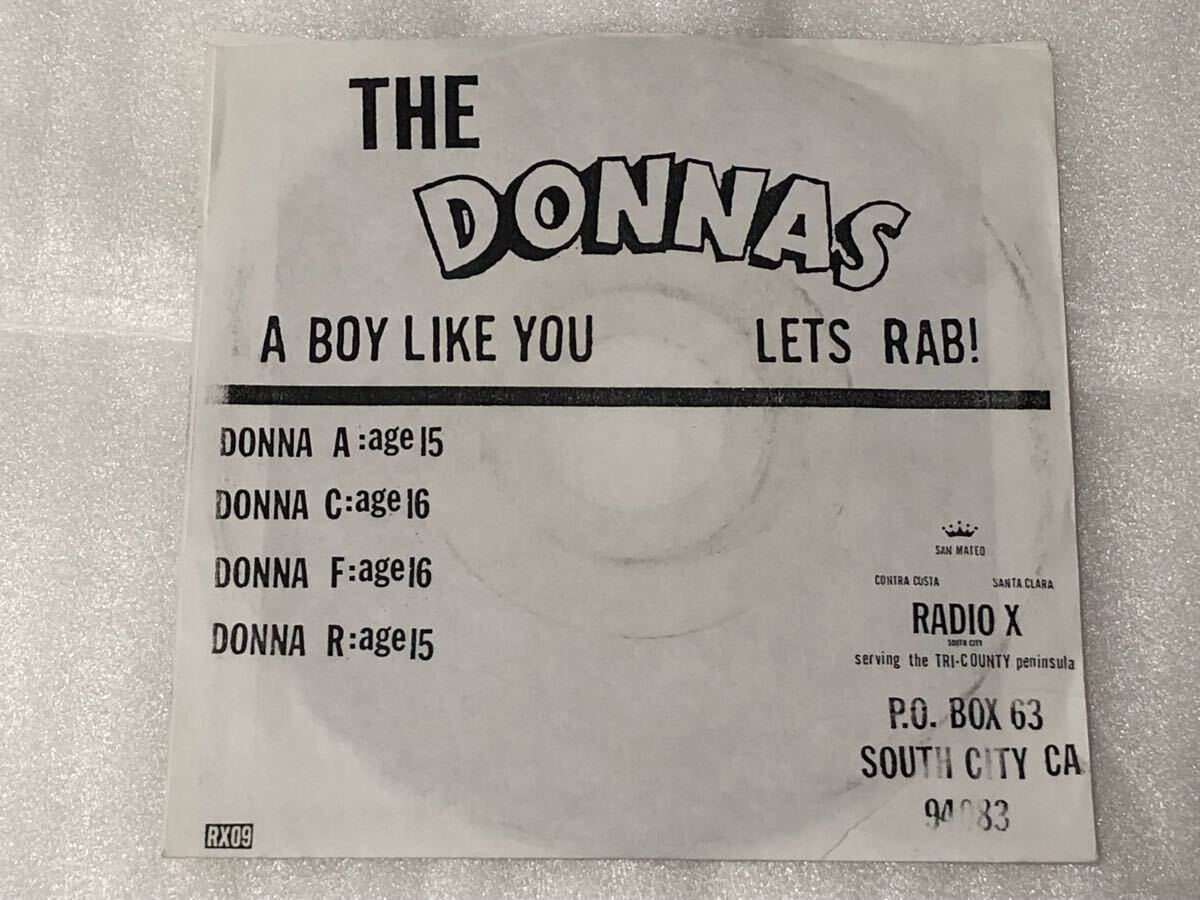 THE
DONNAS
A BOY LIKE YOU LETS RAB!
DONNA A:age 15
DONNA C:age 16
DONNA F:age 16
DONNA R:age 15
SAN MATEO
CONTRA COSTA SANTA CLARA
RADIO X
SOUTH CITY
serving the TRI-COUNTY peninsula
P.O. BOX 63
SOUTH CITY CA
94083
RX09